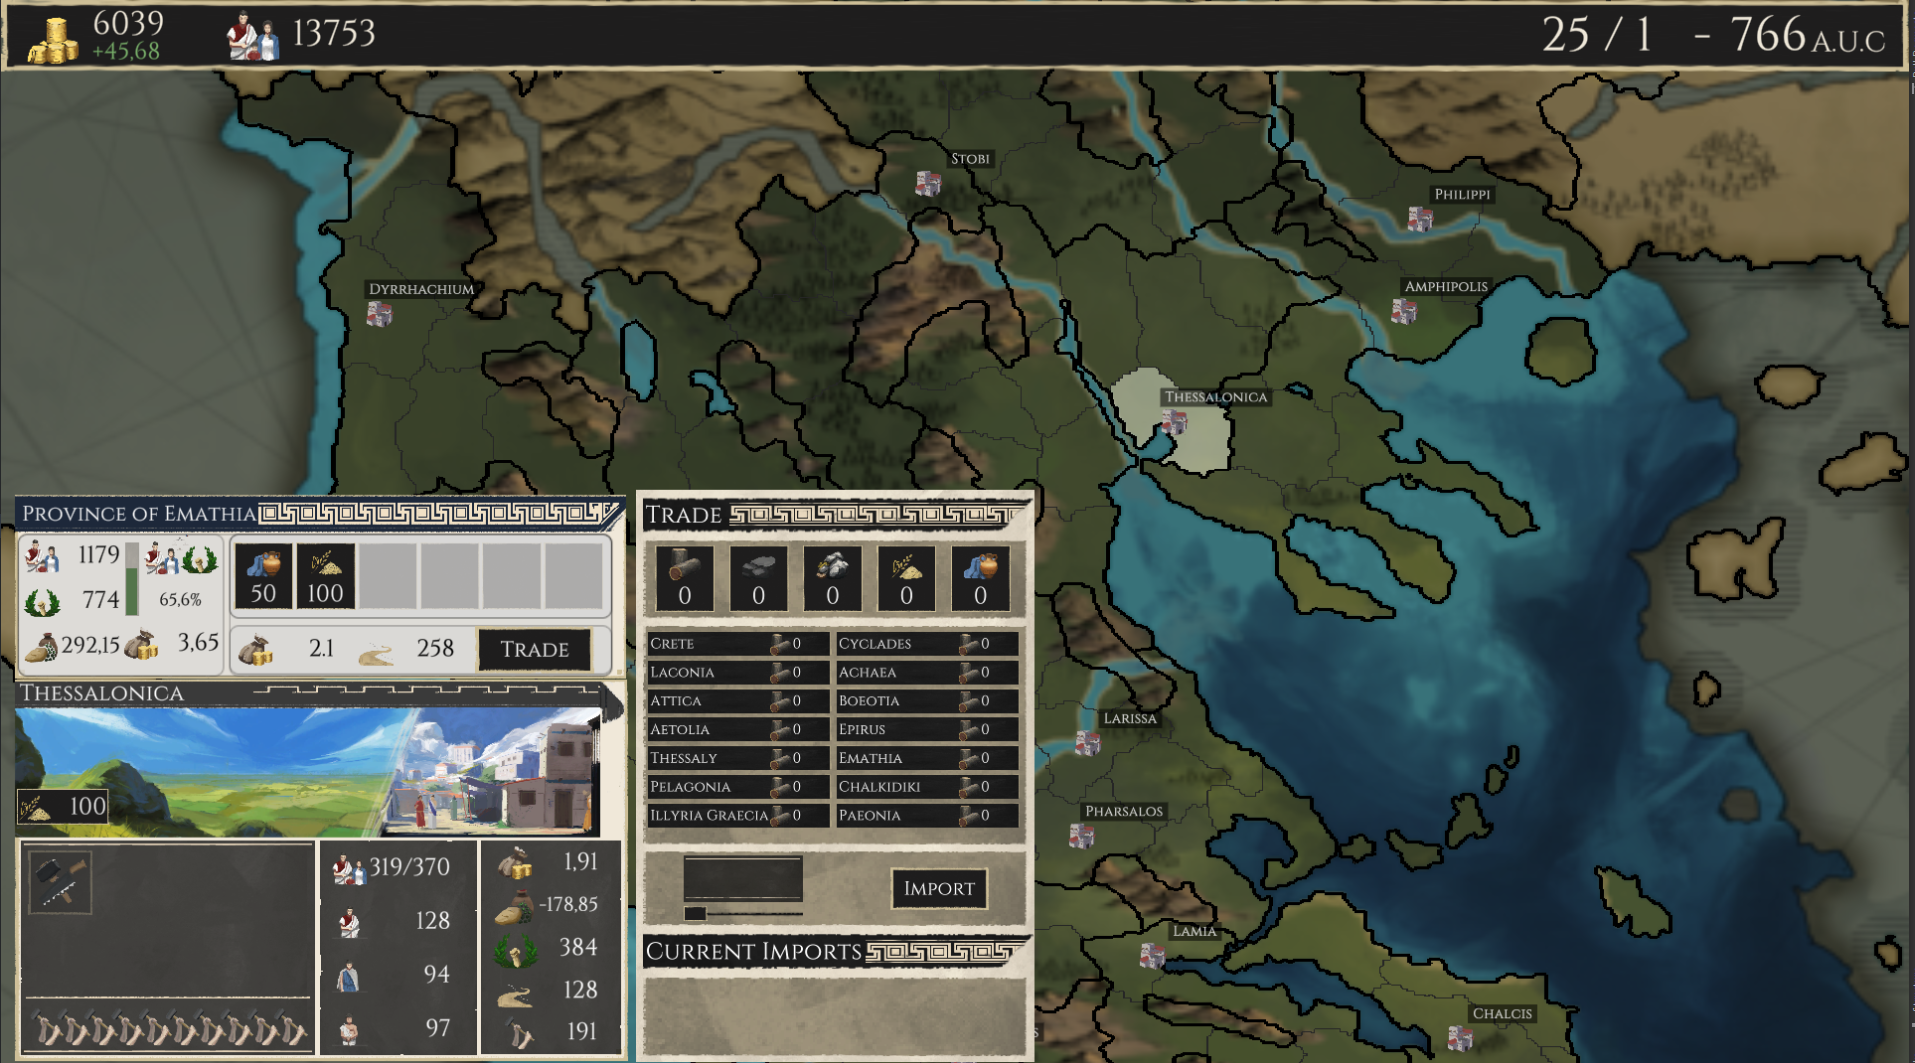 6039
+45,68
13753
25 / 1 - 766 A.U.C
STOBI
PHILIPPI
DYRRHACHIUM
AMPHIPOLIS
THESSALONICA
LARISSA
PHARSALOS
LAMIA
CHALCIS
PROVINCE OF EMATHIA
1179
774
65,6%
292,15
3,65
50
100
2.1
258
TRADE
THESSALONICA
100
319/370
128
94
97
1,91
-178,85
384
128
191
TRADE
0
0
0
0
0
CRETE 0
CYCLADES 0
LACONIA 0
ACHAEA 0
ATTICA 0
BOEOTIA 0
AETOLIA 0
EPIRUS 0
THESSALY 0
EMATHIA 0
PELAGONIA 0
CHALKIDIKI 0
ILLYRIA GRAECIA 0
PAEONIA 0
IMPORT
CURRENT IMPORTS